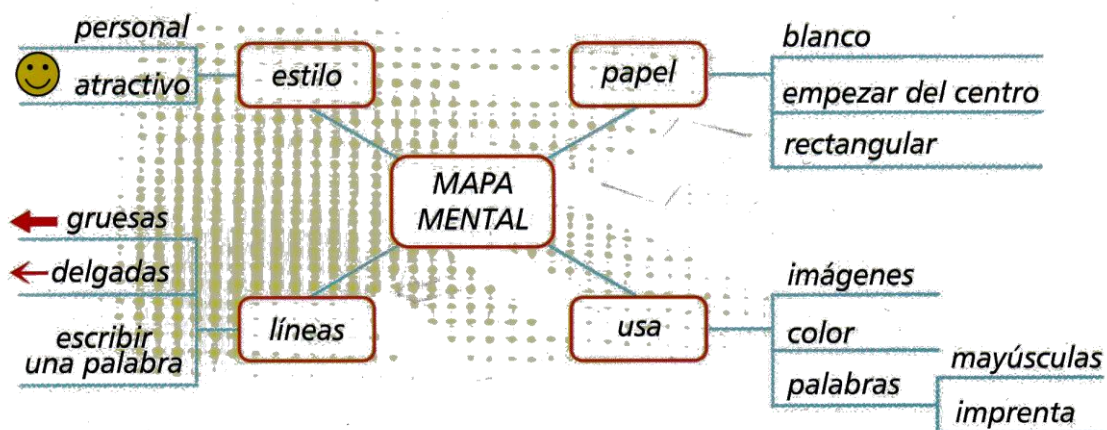 personal
atractivo
estilo
papel
blanco
empezar del centro
rectangular
MAPA
MENTAL
gruesas
delgadas
escribir
una palabra
líneas
usa
imágenes
color
palabras
mayúsculas
imprenta